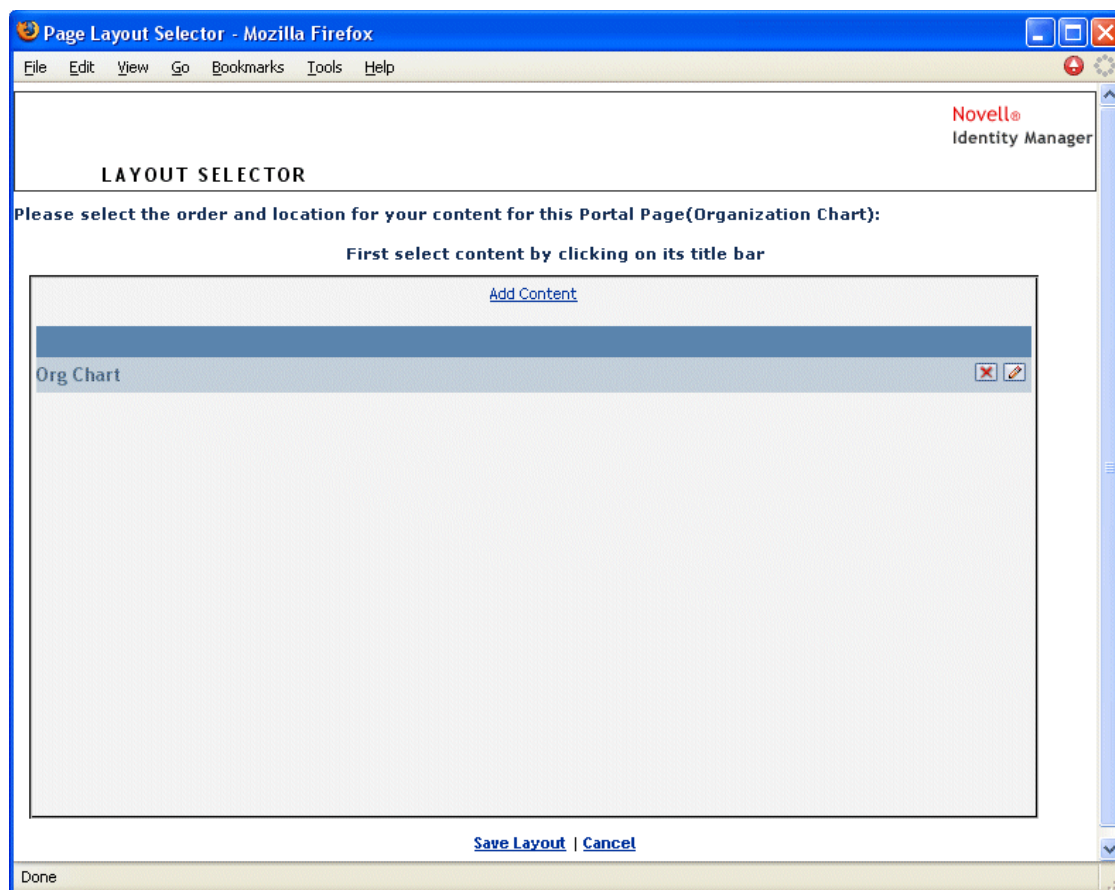 Page Layout Selector - Mozilla Firefox
File Edit View Go Bookmarks Tools Help
Novell®
Identity Manager
LAYOUT SELECTOR
Please select the order and location for your content for this Portal Page(Organization Chart):
First select content by clicking on its title bar
Add Content
Org Chart
Save Layout | Cancel
Done